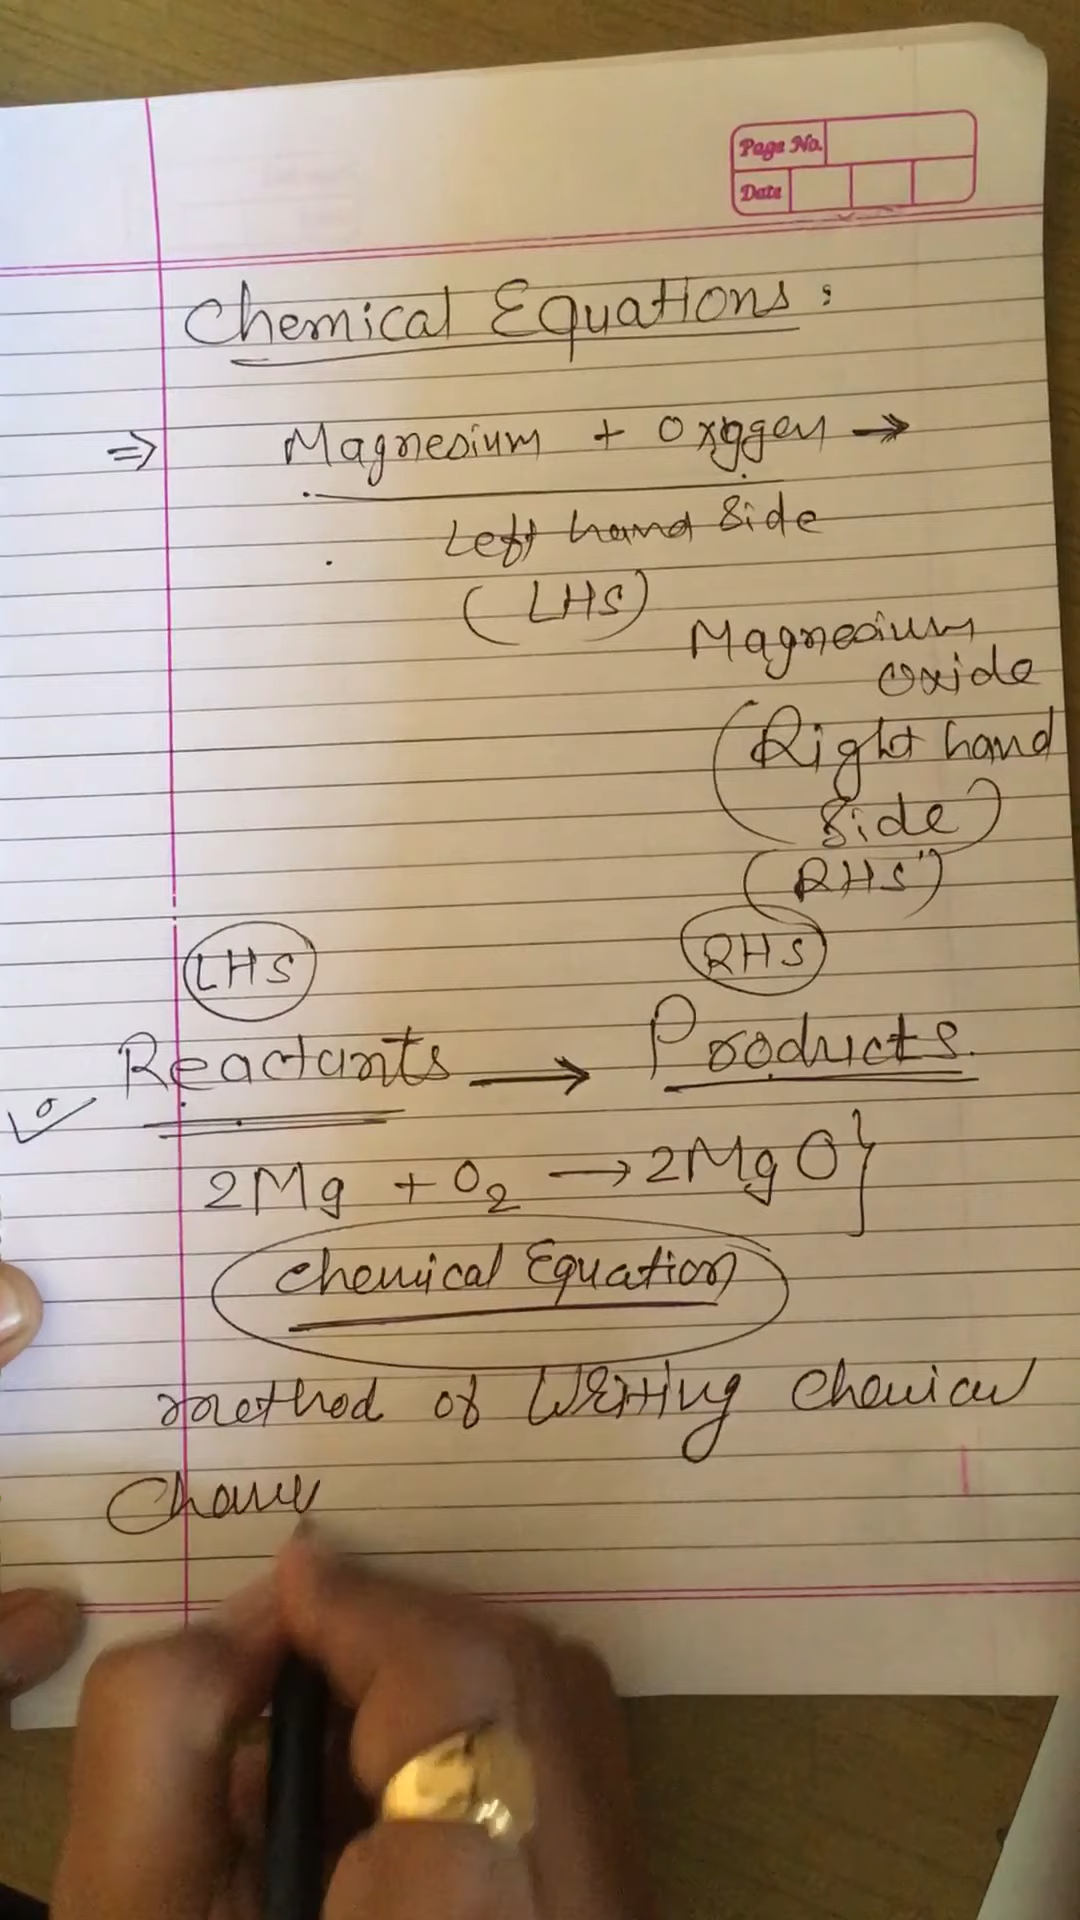 Page No.
Date
Chemical Equations :
⇒ Magnesium + Oxygen →
Left hand Side
(LHS)
Magnesium
oxide
(Right hand
Side)
(RHS)
LHS RHS
Reactants → Products
2Mg + O₂ → 2MgO }
Chemical Equation
method of Writing Chemical